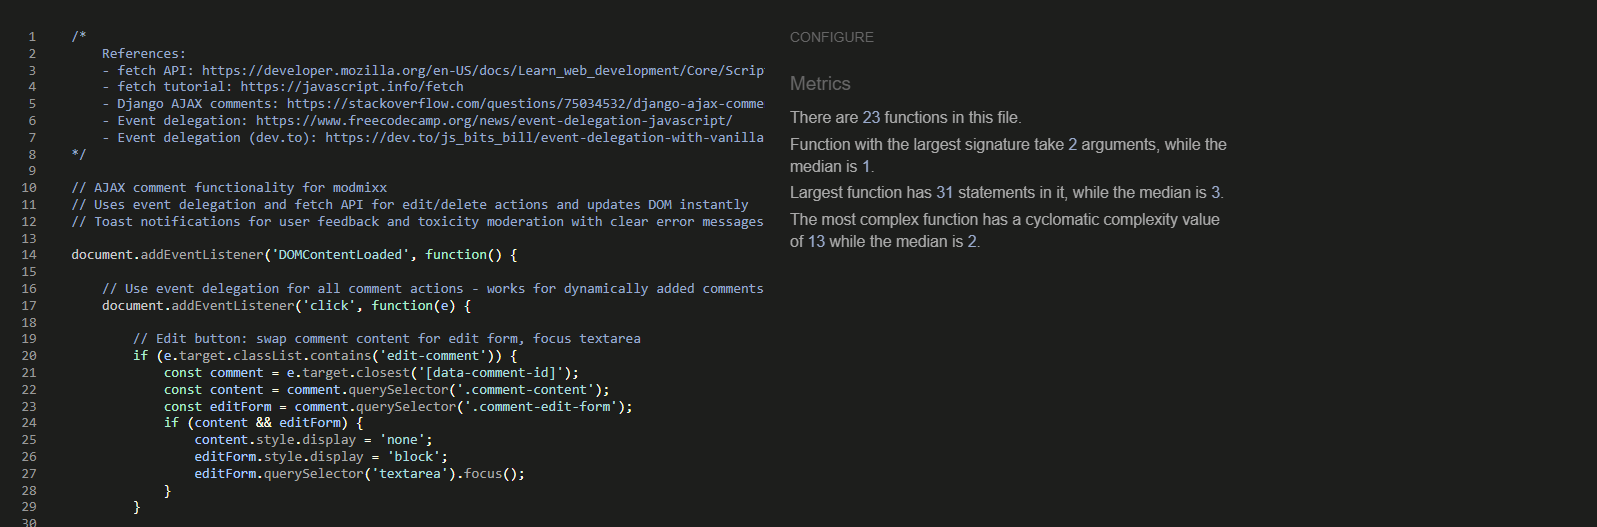 1 /*
2 References:
3 - fetch API: https://developer.mozilla.org/en-US/docs/Learn_web_development/Core/Scrip
4 - fetch tutorial: https://javascript.info/fetch
5 - Django AJAX comments: https://stackoverflow.com/questions/75034532/django-ajax-comme
6 - Event delegation: https://www.freecodecamp.org/news/event-delegation-javascript/
7 - Event delegation (dev.to): https://dev.to/js_bits_bill/event-delegation-with-vanilla
8 */
9
10 // AJAX comment functionality for modmixx
11 // Uses event delegation and fetch API for edit/delete actions and updates DOM instantly
12 // Toast notifications for user feedback and toxicity moderation with clear error messages
13
14 document.addEventListener('DOMContentLoaded', function() {
15
16 // Use event delegation for all comment actions - works for dynamically added comments
17 document.addEventListener('click', function(e) {
18
19 // Edit button: swap comment content for edit form, focus textarea
20 if (e.target.classList.contains('edit-comment')) {
21 const comment = e.target.closest('[data-comment-id]');
22 const content = comment.querySelector('.comment-content');
23 const editForm = comment.querySelector('.comment-edit-form');
24 if (content && editForm) {
25 content.style.display = 'none';
26 editForm.style.display = 'block';
27 editForm.querySelector('textarea').focus();
28 }
29 }
30
CONFIGURE
Metrics
There are 23 functions in this file.
Function with the largest signature take 2 arguments, while the
median is 1.
Largest function has 31 statements in it, while the median is 3.
The most complex function has a cyclomatic complexity value
of 13 while the median is 2.